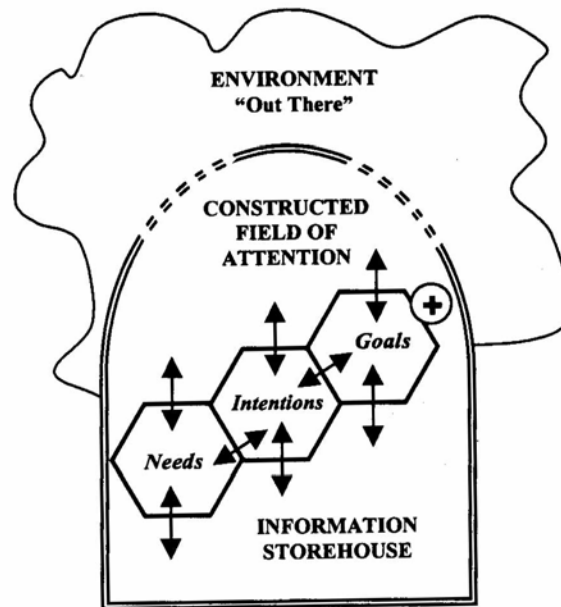 ENVIRONMENT
“Out There”
CONSTRUCTED
FIELD OF
ATTENTION
+
Goals
Intentions
Needs
INFORMATION
STOREHOUSE